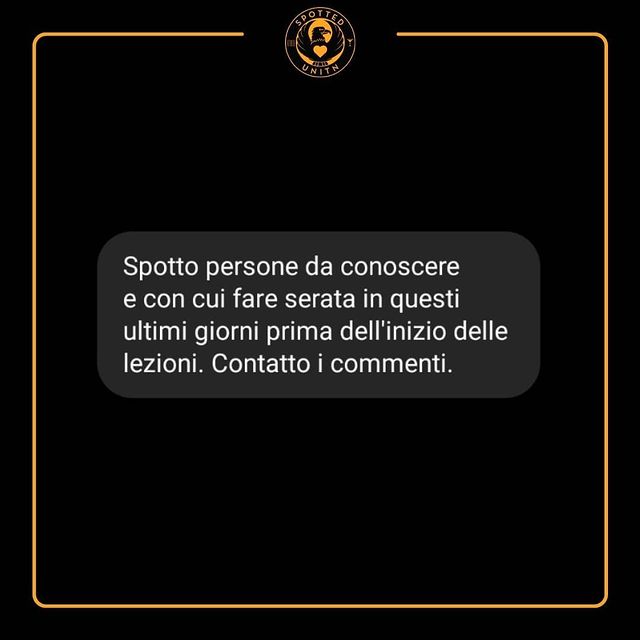 SPOTTED
UNITN
Spotto persone da conoscere
e con cui fare serata in questi
ultimi giorni prima dell'inizio delle
lezioni. Contatto i commenti.